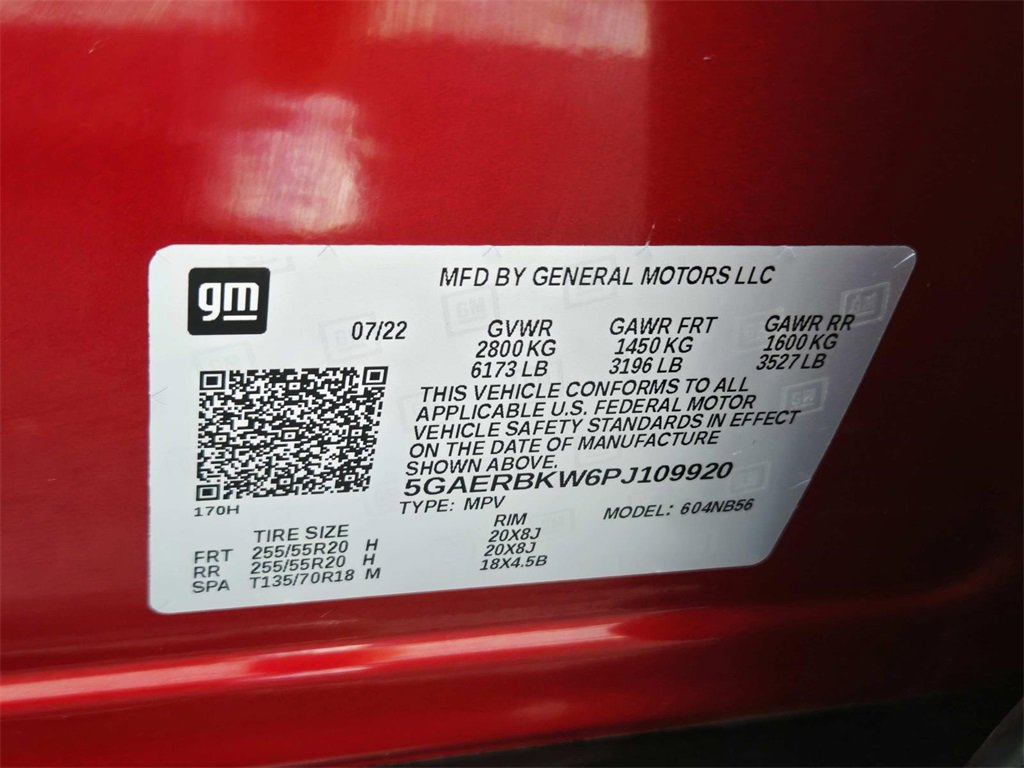 gm
MFD BY GENERAL MOTORS LLC
07/22 GVWR GAWR FRT GAWR RR
2800 KG 1450 KG 1600 KG
6173 LB 3196 LB 3527 LB
THIS VEHICLE CONFORMS TO ALL
APPLICABLE U.S. FEDERAL MOTOR
VEHICLE SAFETY STANDARDS IN EFFECT
ON THE DATE OF MANUFACTURE
SHOWN ABOVE.
5GAERBKW6PJ109920
170H
TYPE: MPV MODEL: 604NB56
TIRE SIZE RIM
FRT 255/55R20 H 20X8J
RR 255/55R20 H 20X8J
SPA T135/70R18 M 18X4.5B